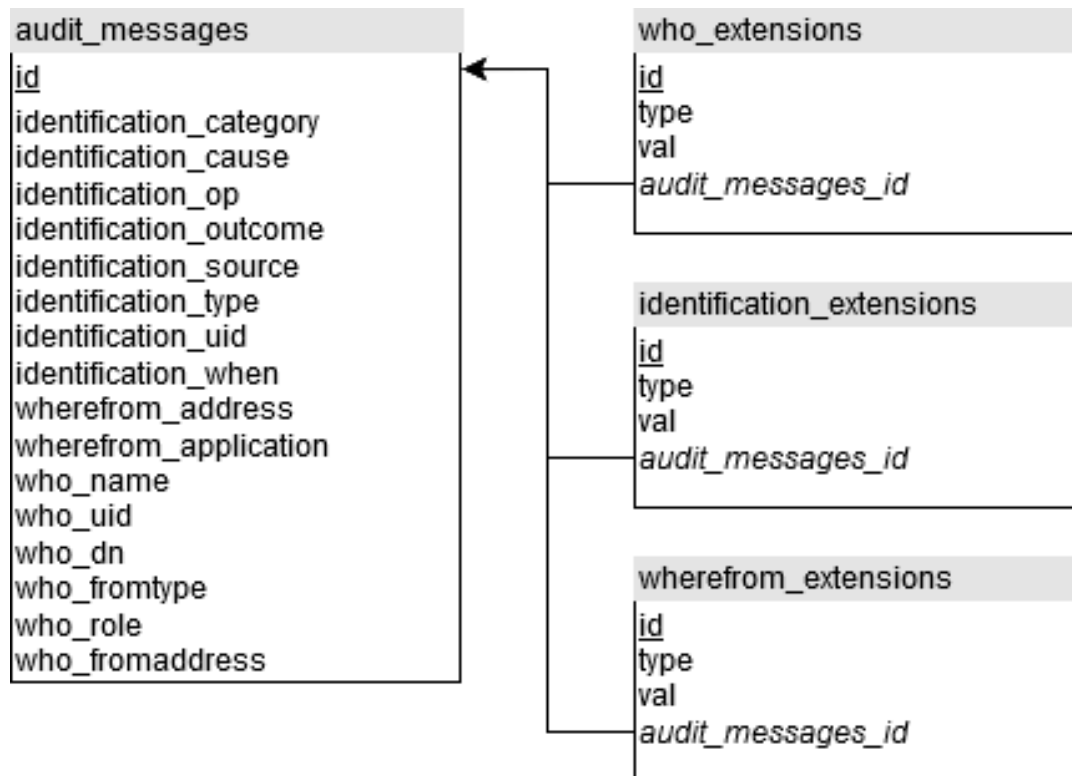 audit_messages
id
identification_category
identification_cause
identification_op
identification_outcome
identification_source
identification_type
identification_uid
identification_when
wherefrom_address
wherefrom_application
who_name
who_uid
who_dn
who_fromtype
who_role
who_fromaddress
who_extensions
id
type
val
audit_messages_id
identification_extensions
id
type
val
audit_messages_id
wherefrom_extensions
id
type
val
audit_messages_id